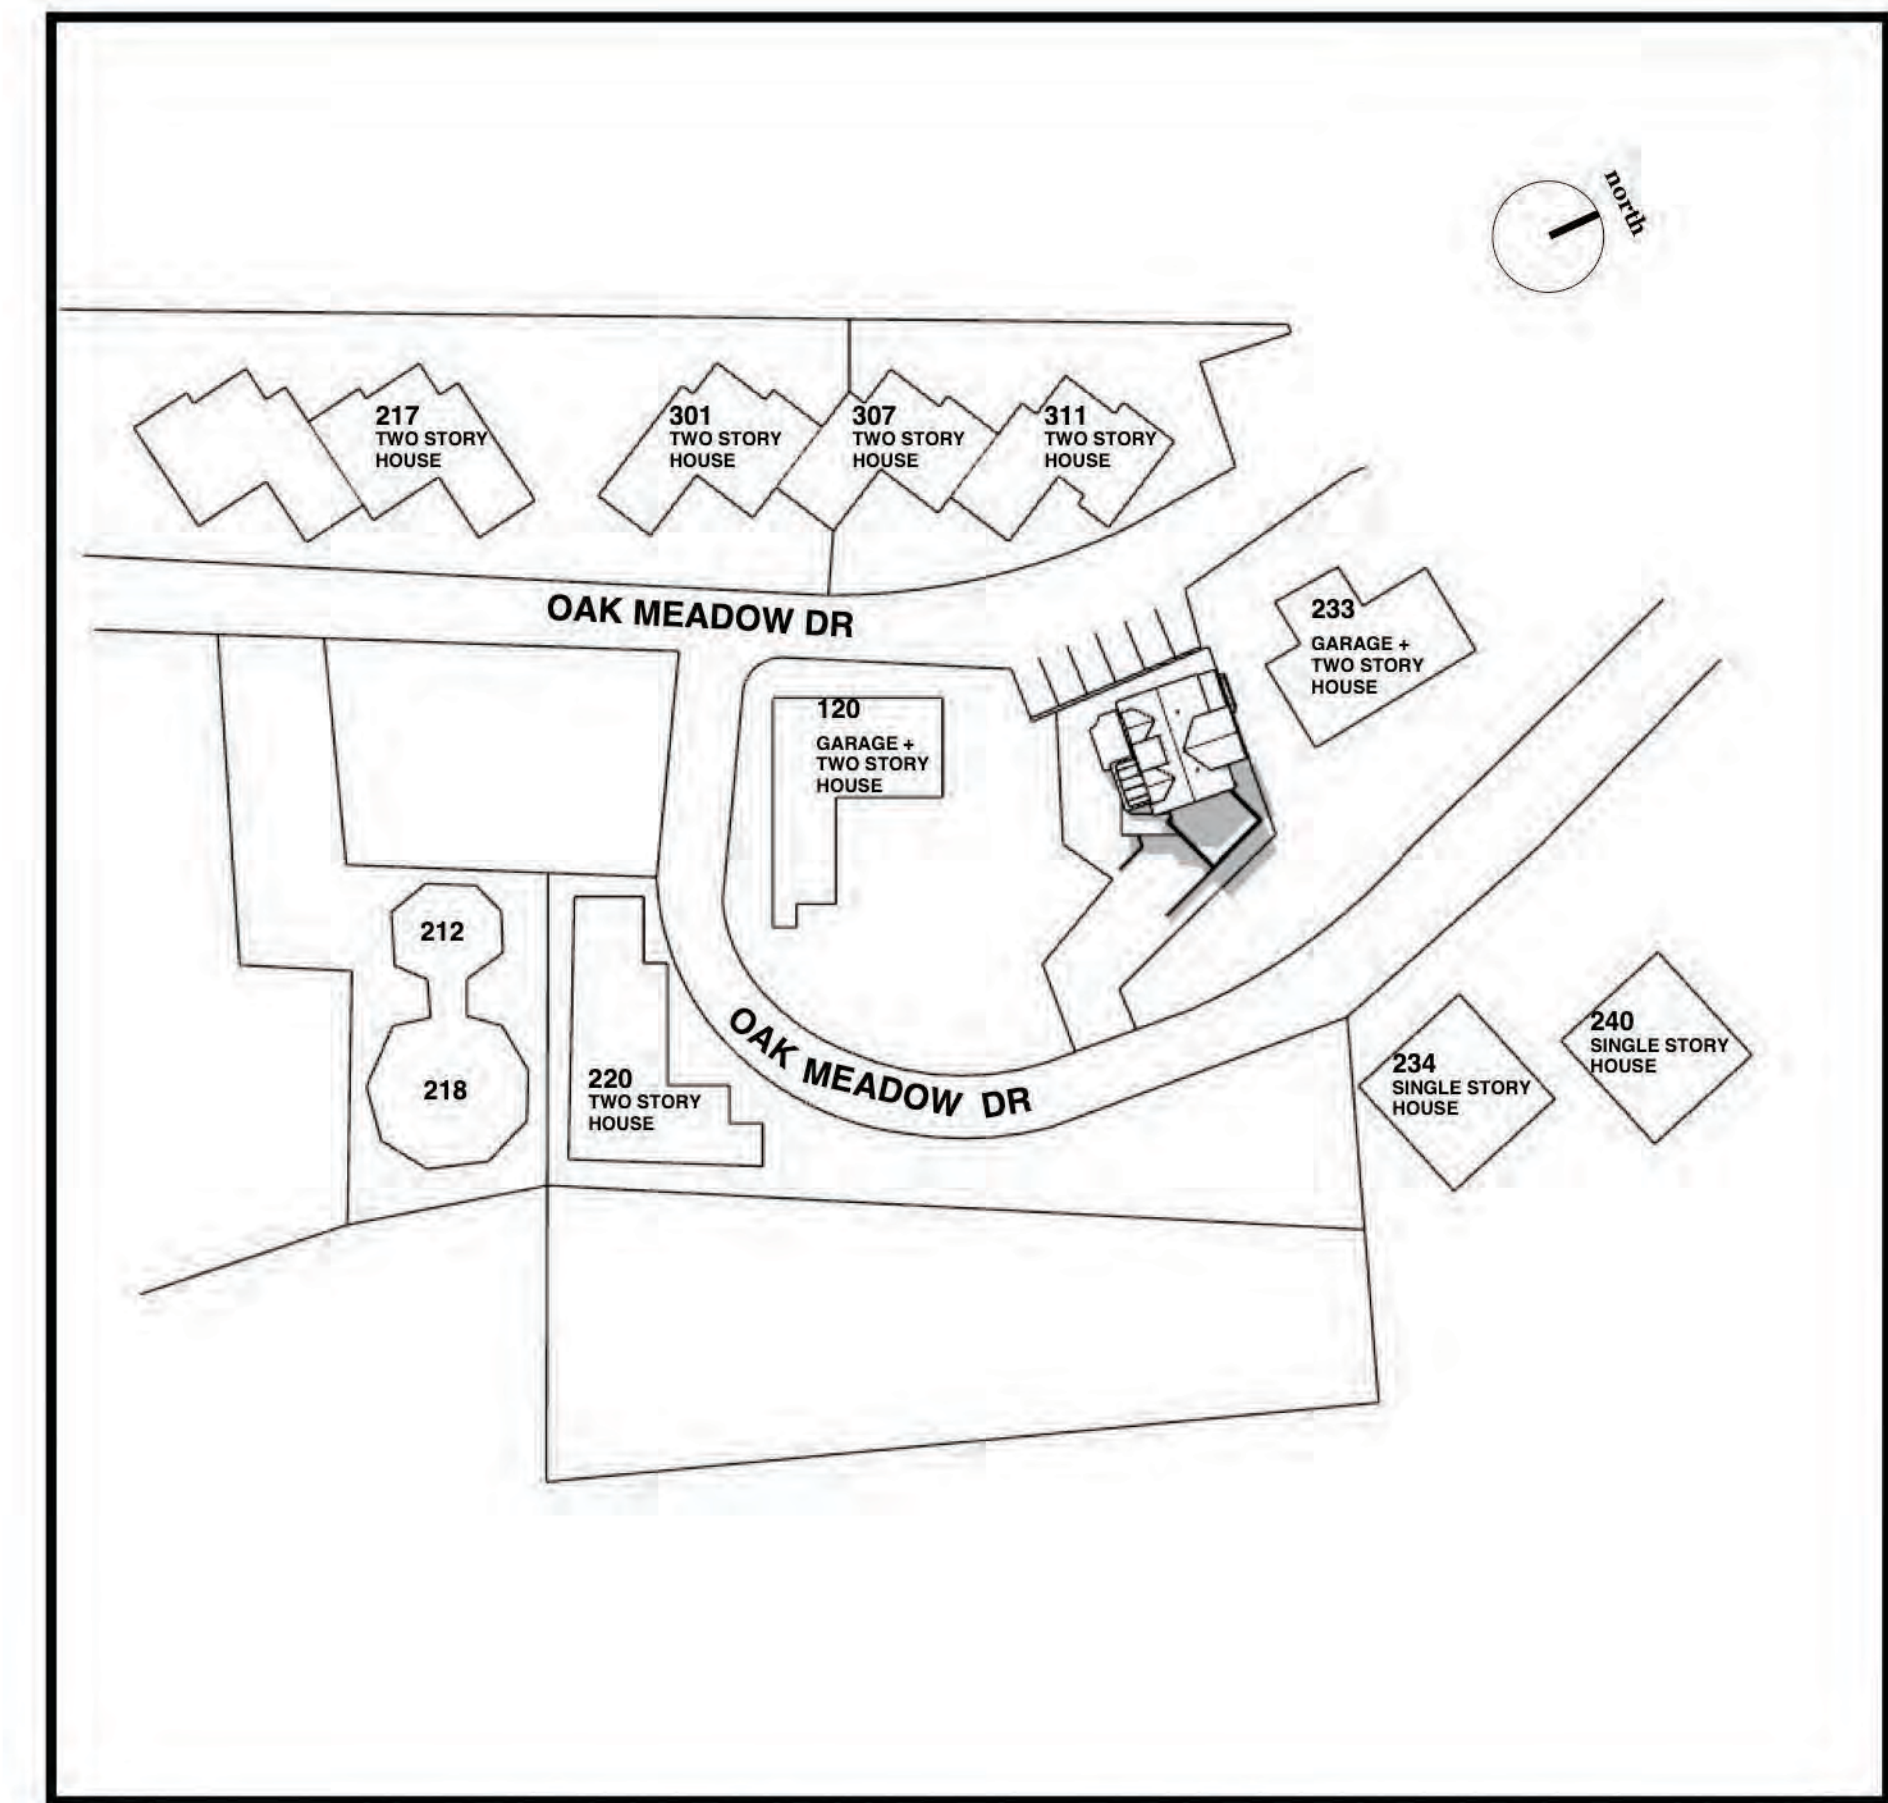 north
217
TWO STORY
HOUSE
301
TWO STORY
HOUSE
307
TWO STORY
HOUSE
311
TWO STORY
HOUSE
OAK MEADOW DR
233
GARAGE +
TWO STORY
HOUSE
120
GARAGE +
TWO STORY
HOUSE
212
218
220
TWO STORY
HOUSE
OAK MEADOW DR
234
SINGLE STORY
HOUSE
240
SINGLE STORY
HOUSE